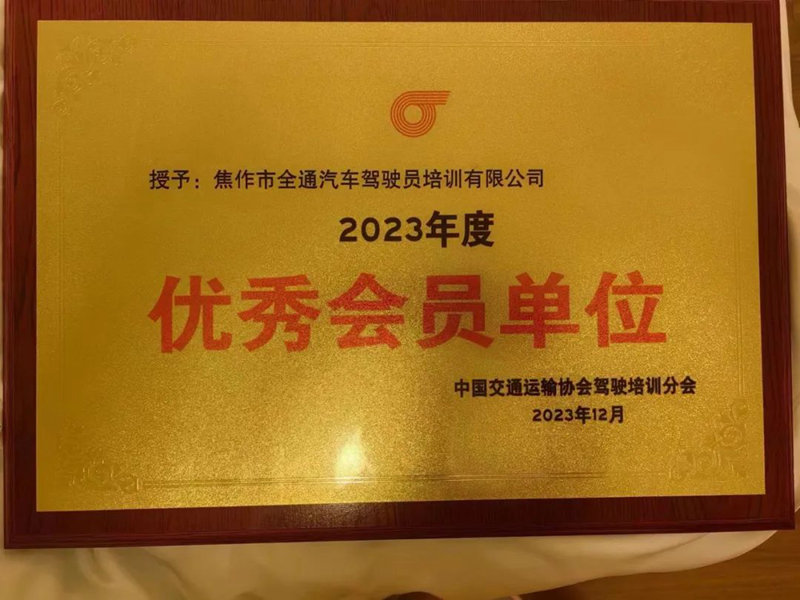 授予：焦作市全通汽车驾驶员培训有限公司
2023年度
优秀会员单位
中国交通运输协会驾驶培训分会
2023年12月